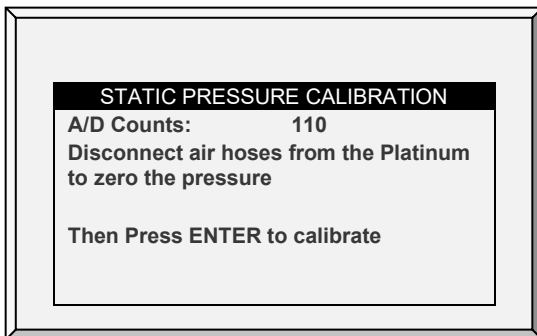 STATIC PRESSURE CALIBRATION
A/D Counts: 110
Disconnect air hoses from the Platinum
to zero the pressure
Then Press ENTER to calibrate